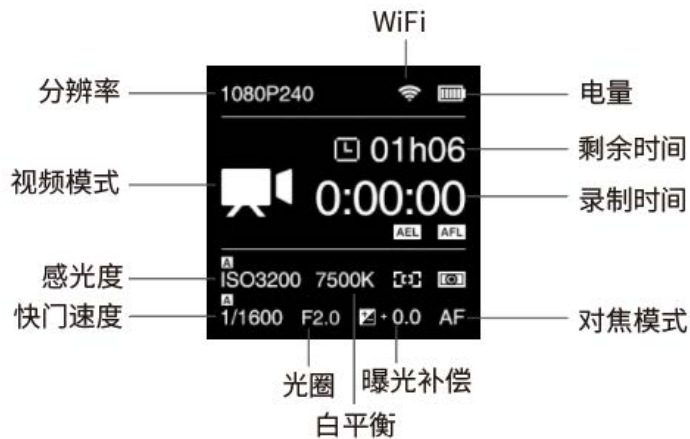 WiFi
分辨率
1080P240
电量
01h06
剩余时间
视频模式
0:00:00
录制时间
AEL AFL
A
感光度
ISO3200 7500K
A
快门速度
1/1600 F2.0 +0.0 AF
对焦模式
光圈
曝光补偿
白平衡